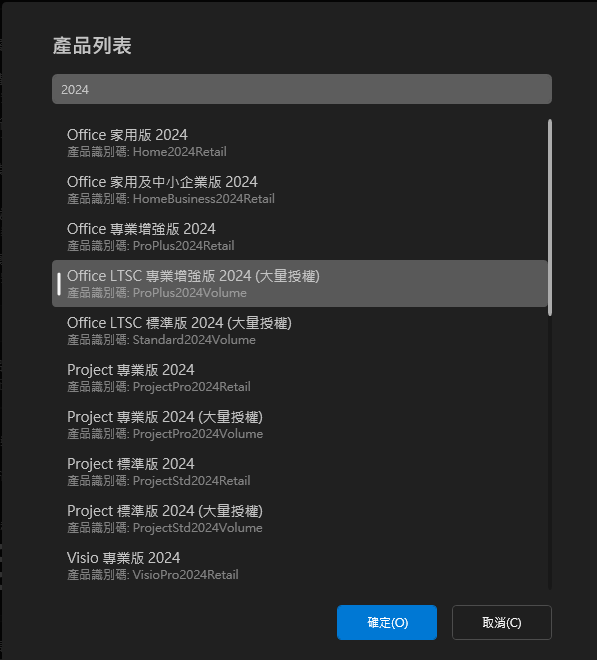 產品列表
2024
Office 家用版 2024
產品識別碼: Home2024Retail
Office 家用及中小企業版 2024
產品識別碼: HomeBusiness2024Retail
Office 專業增強版 2024
產品識別碼: ProPlus2024Retail
Office LTSC 專業增強版 2024 (大量授權)
產品識別碼: ProPlus2024Volume
Office LTSC 標準版 2024 (大量授權)
產品識別碼: Standard2024Volume
Project 專業版 2024
產品識別碼: ProjectPro2024Retail
Project 專業版 2024 (大量授權)
產品識別碼: ProjectPro2024Volume
Project 標準版 2024
產品識別碼: ProjectStd2024Retail
Project 標準版 2024 (大量授權)
產品識別碼: ProjectStd2024Volume
Visio 專業版 2024
產品識別碼: VisioPro2024Retail
確定(O) 取消(C)